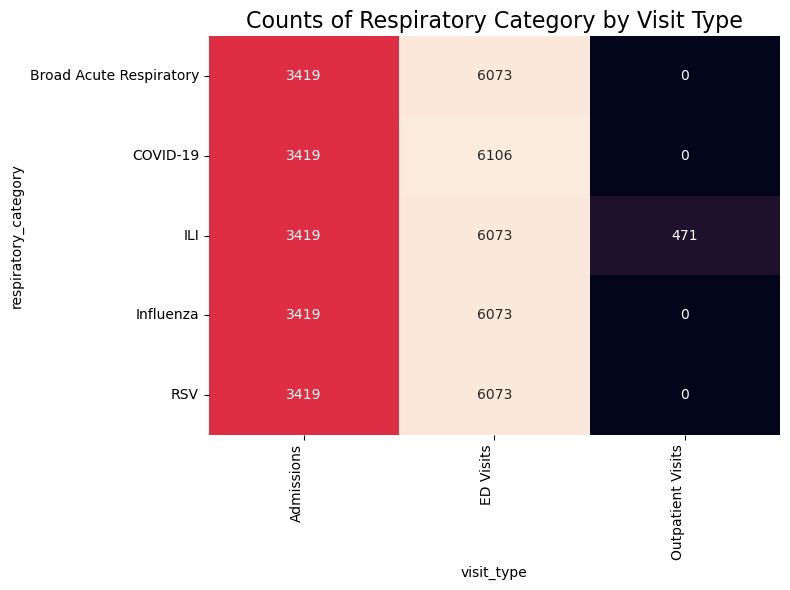 Counts of Respiratory Category by Visit Type
respiratory_category
Broad Acute Respiratory 3419 6073 0
COVID-19 3419 6106 0
ILI 3419 6073 471
Influenza 3419 6073 0
RSV 3419 6073 0
Admissions
ED Visits
Outpatient Visits
visit_type